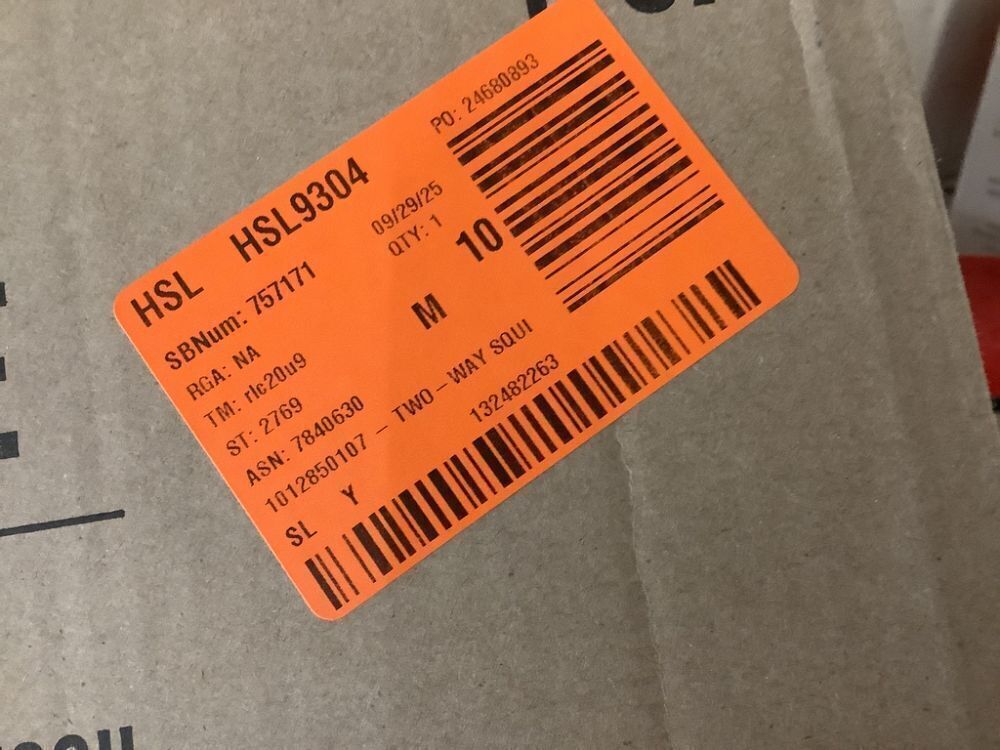 HSL HSL9304 PO: 24680893
SBNum: 757171 09/29/25
RGA: NA QTY: 1
TM: rlc20u9 M 10
ST: 2769
ASN: 7840630
1012850107 - TWO-WAY SQUI
SL Y 132482263